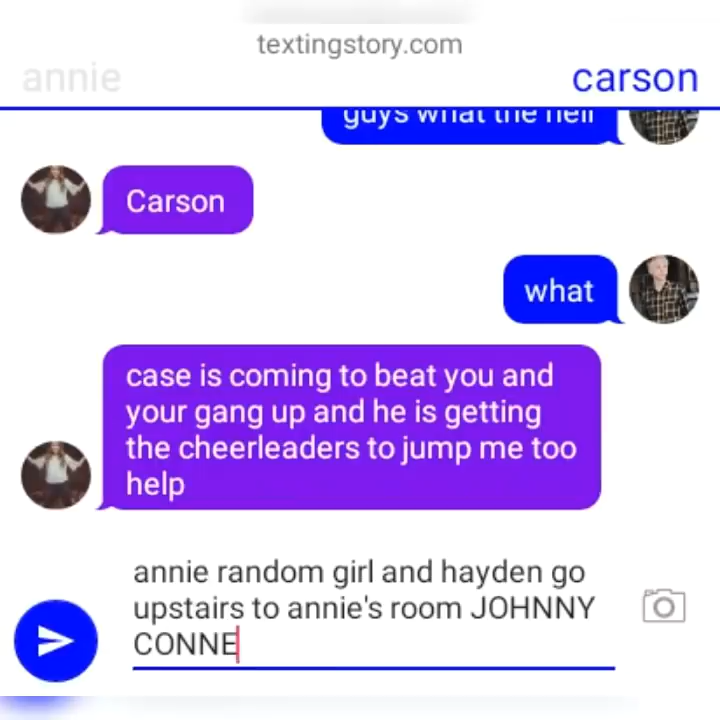 textingstory.com
annie
carson
guys what the hell
Carson
what
case is coming to beat you and
your gang up and he is getting
the cheerleaders to jump me too
help
annie random girl and hayden go
upstairs to annie's room JOHNNY
CONNE